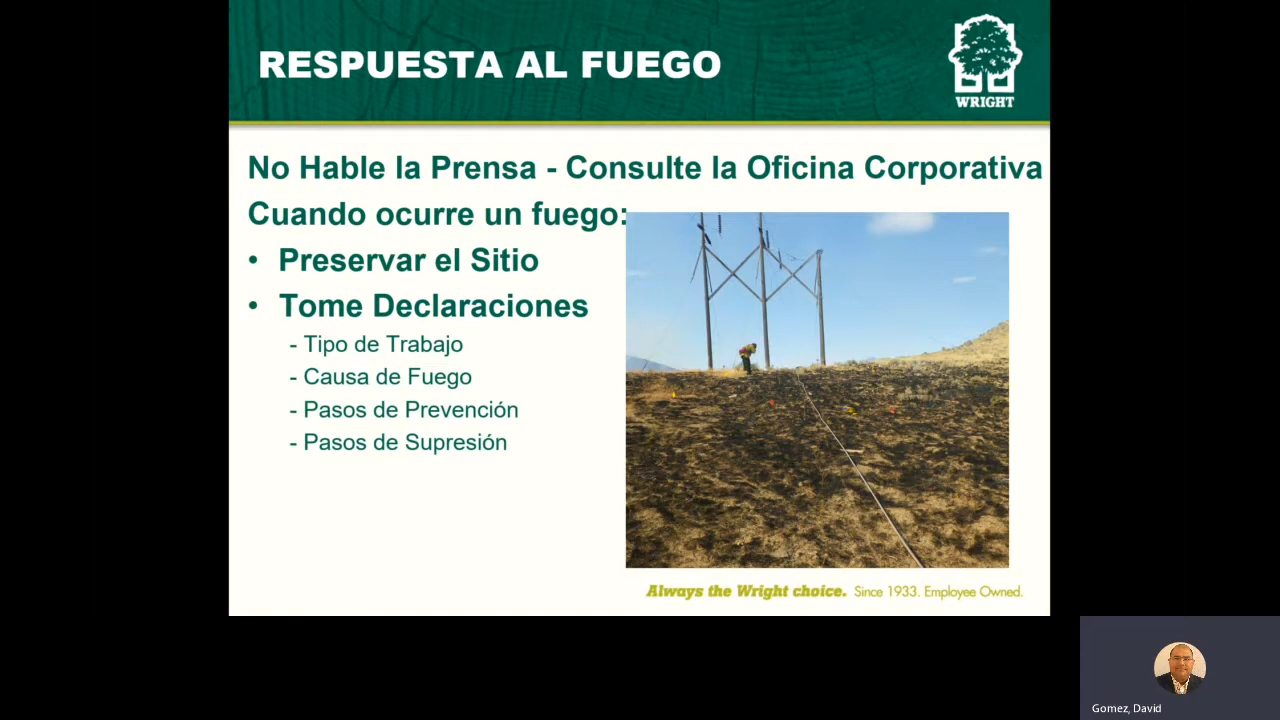 RESPUESTA AL FUEGO
WRIGHT
No Hable la Prensa - Consulte la Oficina Corporativa
Cuando ocurre un fuego:
• Preservar el Sitio
• Tome Declaraciones
- Tipo de Trabajo
- Causa de Fuego
- Pasos de Prevención
- Pasos de Supresión
Always the Wright choice. Since 1933. Employee Owned.
Gomez, David